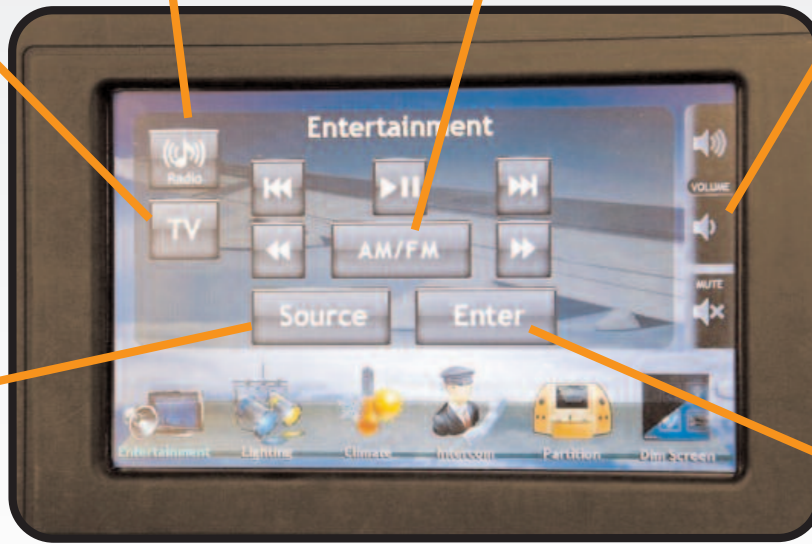 Entertainment
Radio
VOLUME
TV
AM/FM
MUTE
Source
Enter
Entertainment
Lighting
Climate
Intercom
Partition
Dim Screen